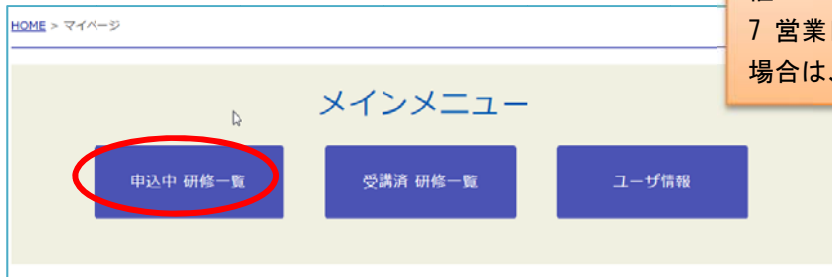 HOME > マイページ
7 営業
場合は、
メインメニュー
申込中 研修一覧
受講済 研修一覧
ユーザ情報